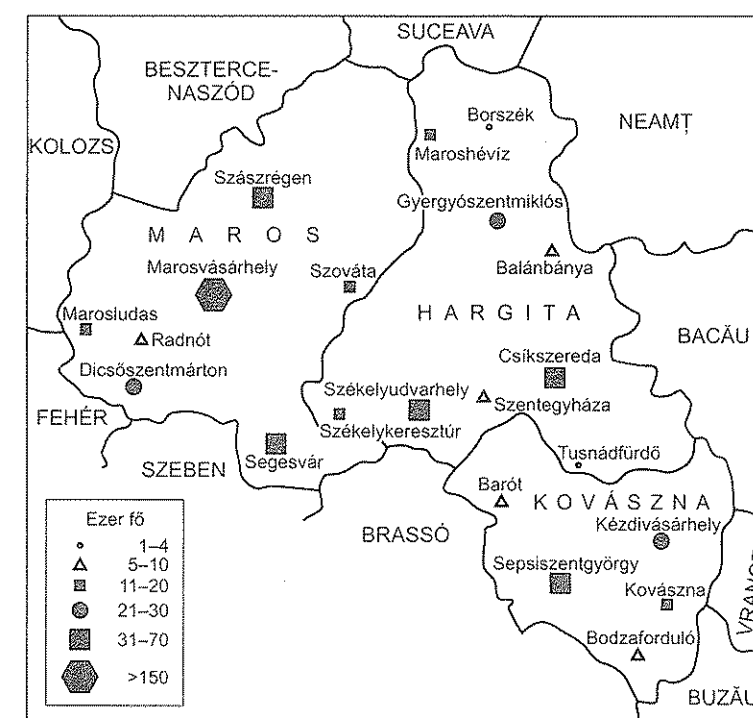 SUCEAVA
BESZTERCE-
NASZÓD
KOLOZS
NEAMȚ
Borszék
Maroshévíz
Szászrégen
Gyergyószentmiklós
M A R O S
Marosvásárhely
Szováta
Balánbánya
Marosludas
Radnót
H A R G I T A
BACĂU
Dicsőszentmárton
Csíkszereda
Székelyudvarhely
Szentegyháza
Székelykeresztúr
FEHÉR
SZEBEN
Segesvár
Tusnádfürdő
Barót
K O V Á S Z N A
BRASSÓ
Kézdivásárhely
Sepsiszentgyörgy
Kovászna
Bodzaforduló
BUZĂU
Ezer fő
1–4
5–10
11–20
21–30
31–70
>150